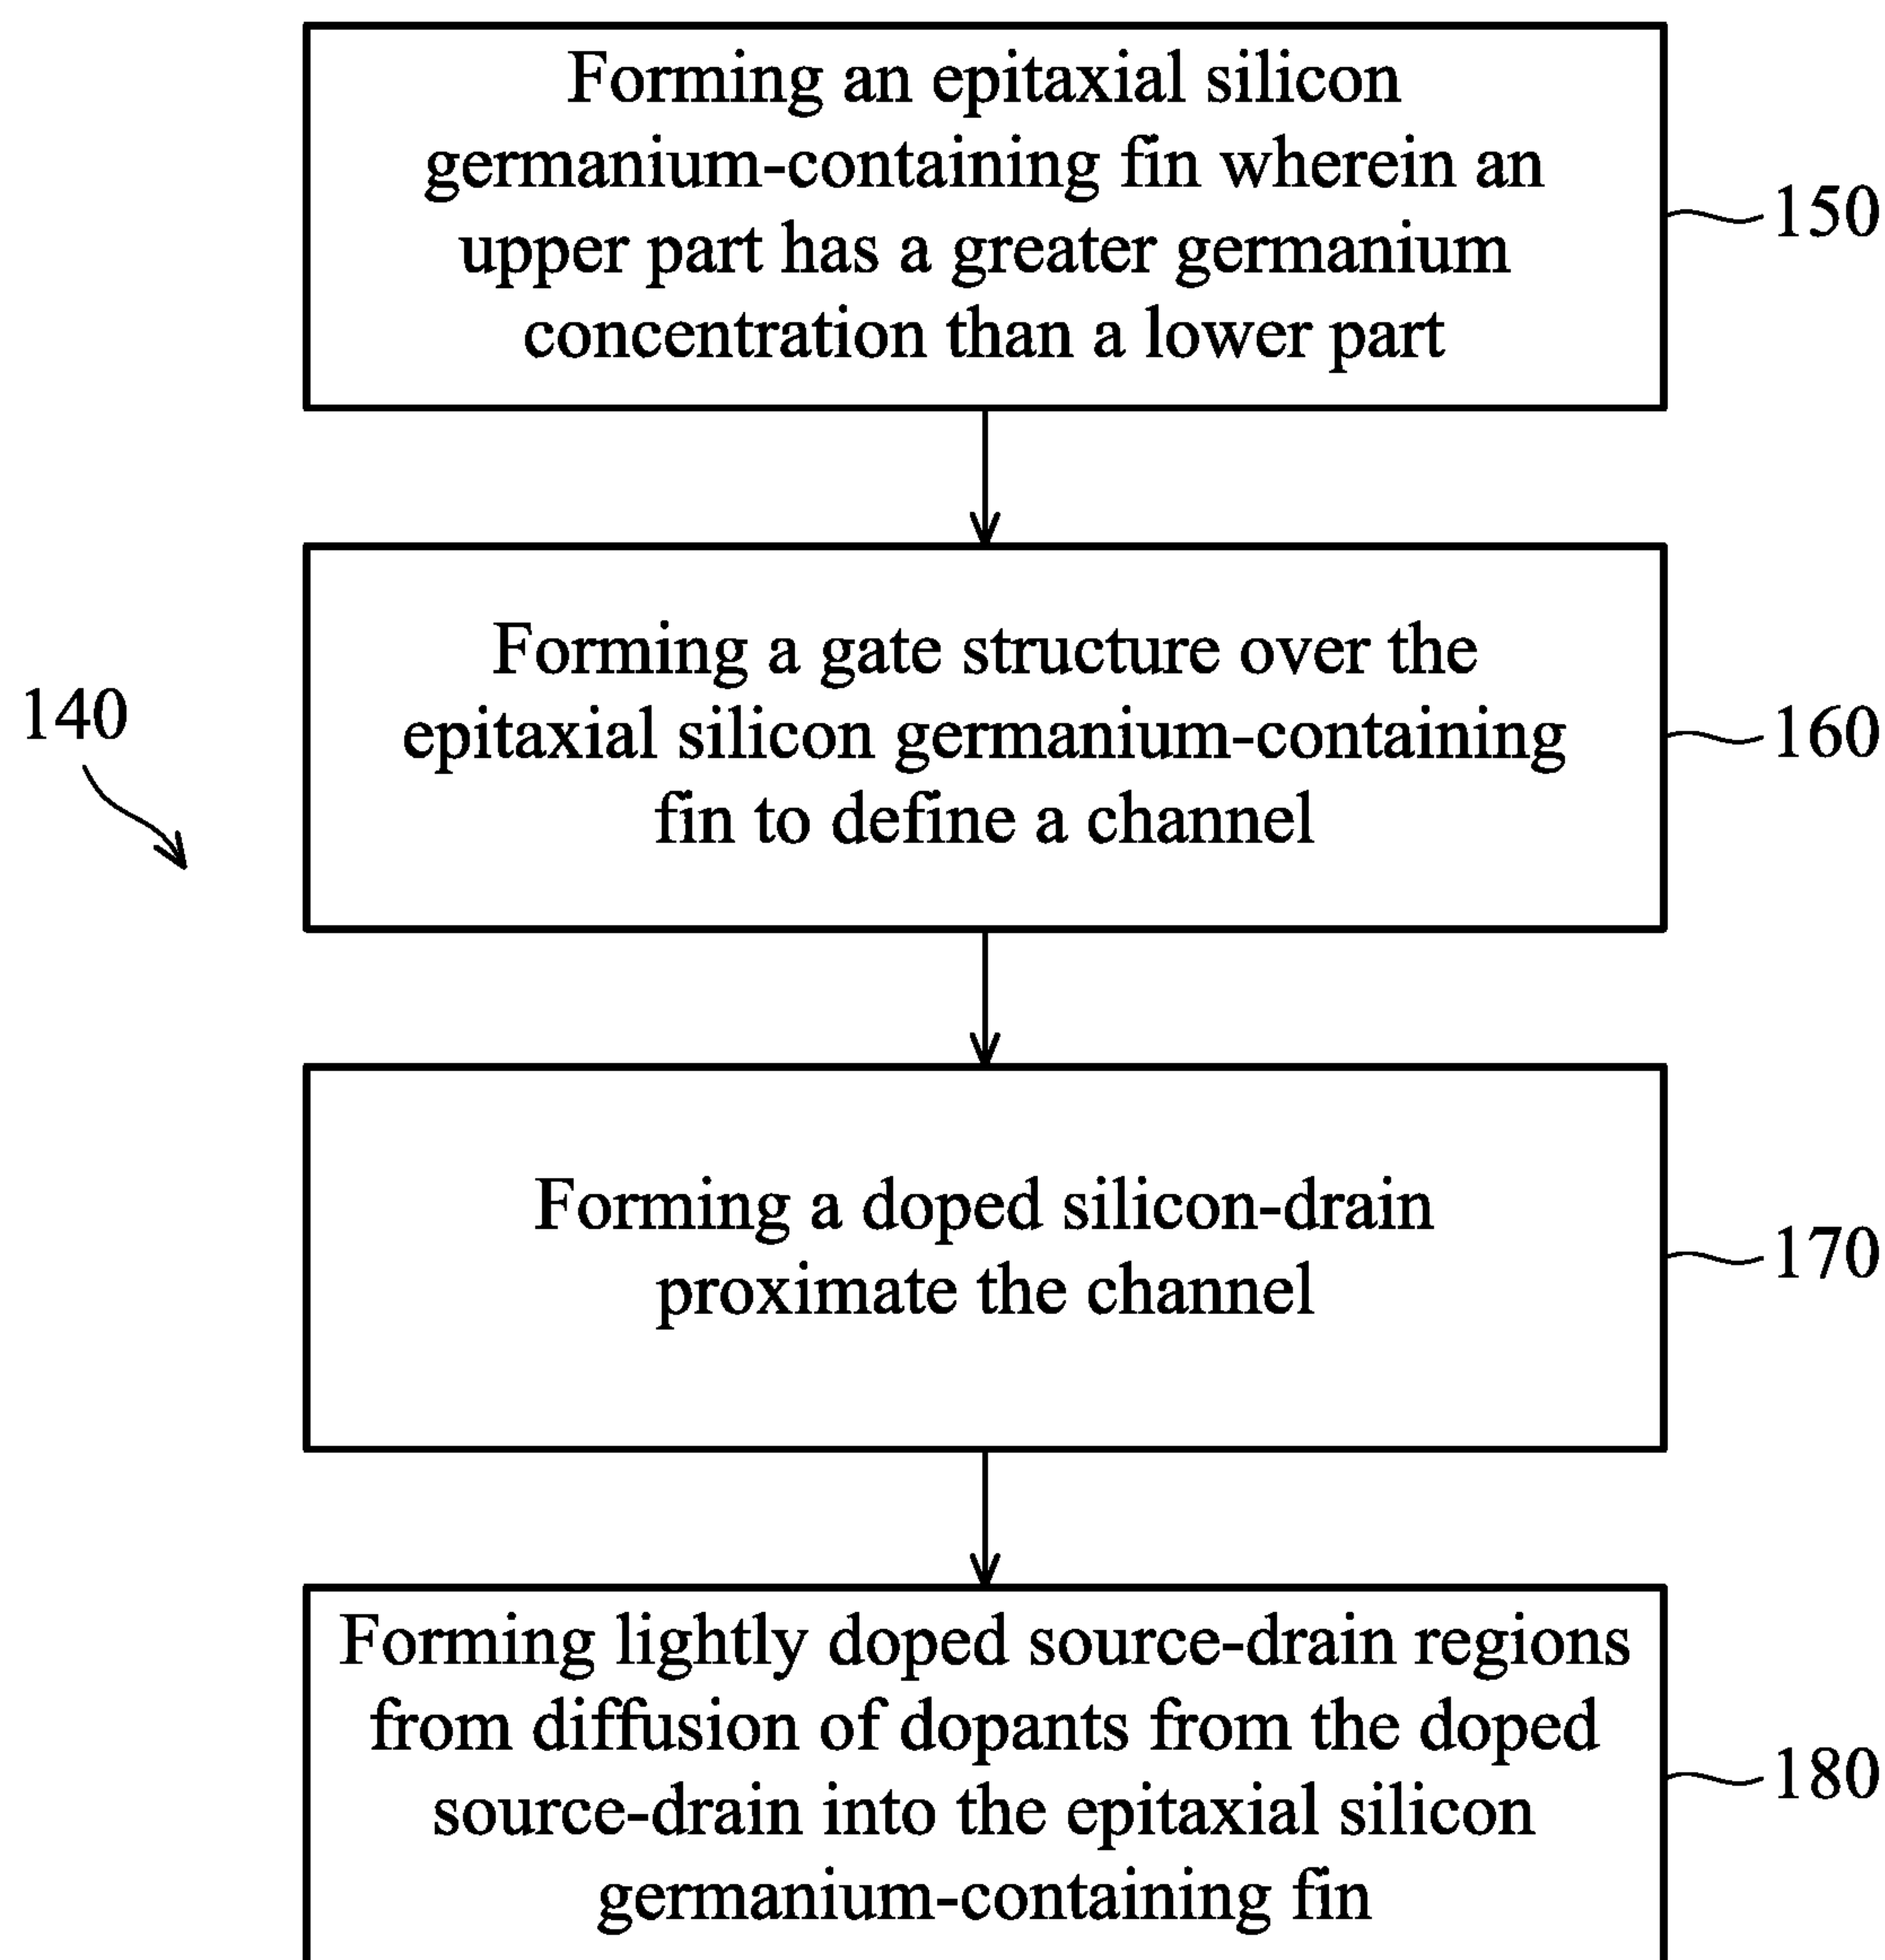 Forming an epitaxial silicon
germanium-containing fin wherein an
upper part has a greater germanium
concentration than a lower part
150
Forming a gate structure over the
epitaxial silicon germanium-containing
fin to define a channel
160
140
Forming a doped silicon-drain
proximate the channel
170
Forming lightly doped source-drain regions
from diffusion of dopants from the doped
source-drain into the epitaxial silicon
germanium-containing fin
180